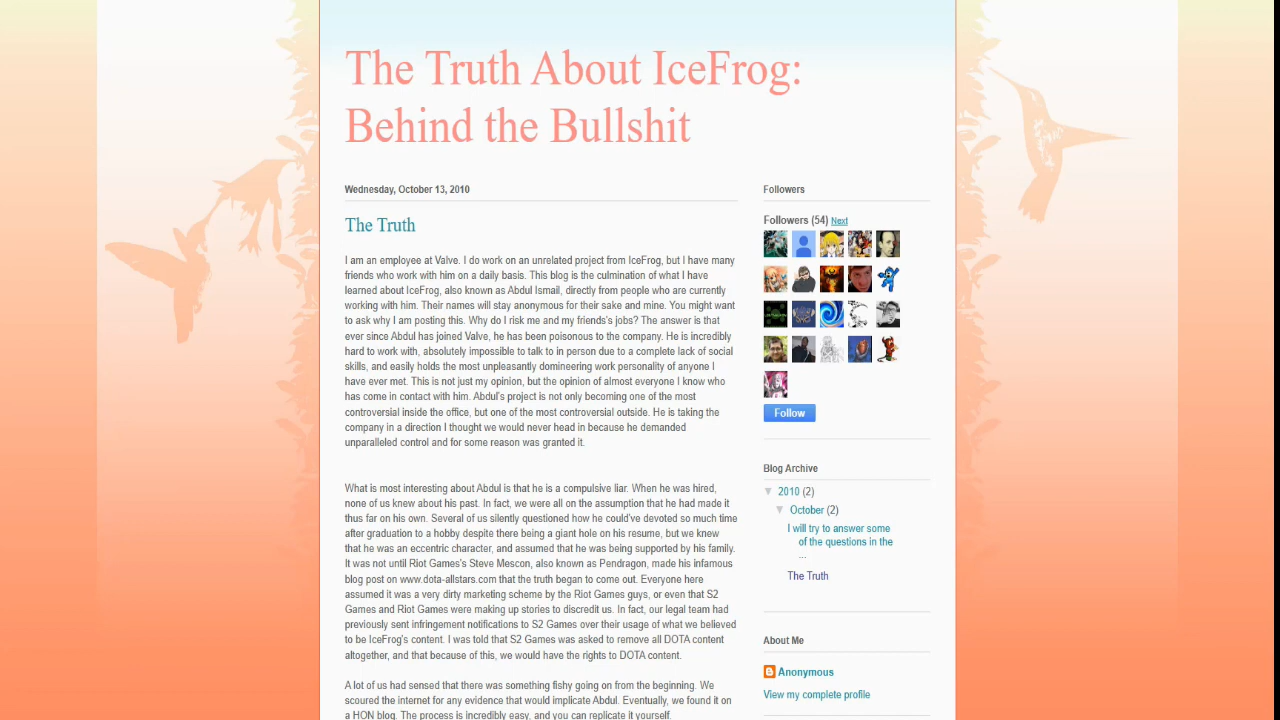 The Truth About IceFrog:
Behind the Bullshit
Wednesday, October 13, 2010
The Truth
I am an employee at Valve. I do work on an unrelated project from IceFrog, but I have many
friends who work with him on a daily basis. This blog is the culmination of what I have
learned about IceFrog, also known as Abdul Ismail, directly from people who are currently
working with him. Their names will stay anonymous for their sake and mine. You might want
to ask why I am posting this. Why do I risk me and my friends's jobs? The answer is that
ever since Abdul has joined Valve, he has been poisonous to the company. He is incredibly
hard to work with, absolutely impossible to talk to in person due to a complete lack of social
skills, and easily holds the most unpleasantly domineering work personality of anyone I
have ever met. This is not just my opinion, but the opinion of almost everyone I know who
has come in contact with him. Abdul's project is not only becoming one of the most
controversial inside the office, but one of the most controversial outside. He is taking the
company in a direction I thought we would never head in because he demanded
unparalleled control and for some reason was granted it.
What is most interesting about Abdul is that he is a compulsive liar. When he was hired,
none of us knew about his past. In fact, we were all on the assumption that he had made it
thus far on his own. Several of us silently questioned how he could've devoted so much time
after graduation to a hobby despite there being a giant hole on his resume, but we knew
that he was an eccentric character, and assumed that he was being supported by his family.
It was not until Riot Games's Steve Mescon, also known as Pendragon, made his infamous
blog post on www.dota-allstars.com that the truth began to come out. Everyone here
assumed it was a very dirty marketing scheme by the Riot Games guys, or even that S2
Games and Riot Games were making up stories to discredit us. In fact, our legal team had
previously sent infringement notifications to S2 Games over their usage of what we believed
to be IceFrog's content. I was told that S2 Games was asked to remove all DOTA content
altogether, and that because of this, we would have the rights to DOTA content.
A lot of us had sensed that there was something fishy going on from the beginning. We
scoured the internet for any evidence that would implicate Abdul. Eventually, we found it on
a HON blog. The process is incredibly easy, and you can replicate it yourself.
Followers
Followers (54) Next
Follow
Blog Archive
▼ 2010 (2)
▼ October (2)
I will try to answer some
of the questions in the
...
The Truth
About Me
Anonymous
View my complete profile